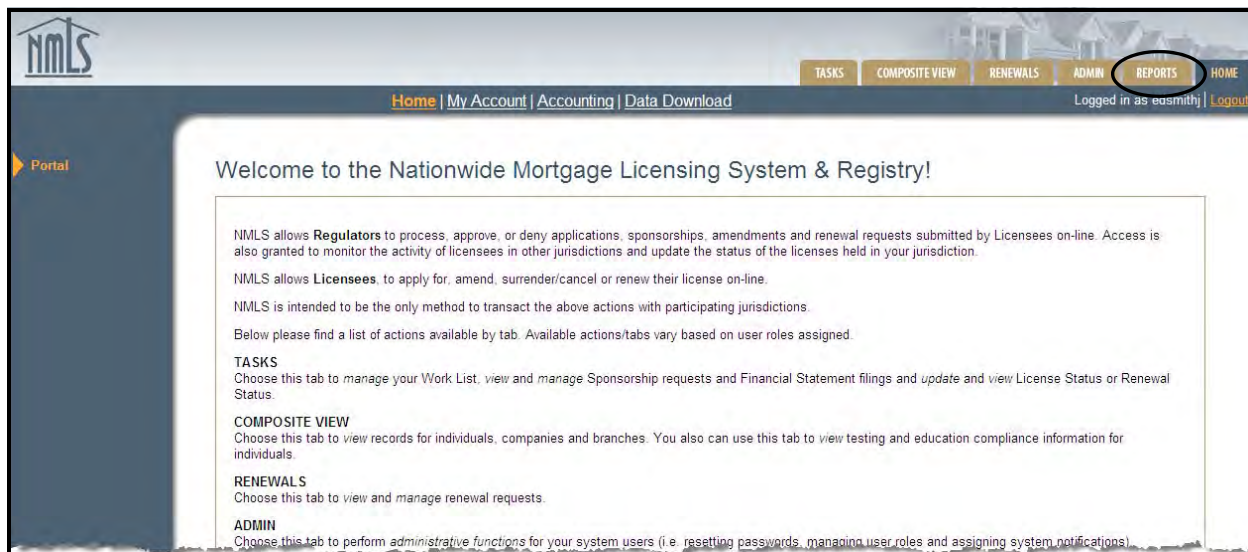 NMLS
TASKS COMPOSITE VIEW RENEWALS ADMIN REPORTS HOME
Home | My Account | Accounting | Data Download
Logged in as edsmithj | Logout
Portal
Welcome to the Nationwide Mortgage Licensing System & Registry!
NMLS allows Regulators to process, approve, or deny applications, sponsorships, amendments and renewal requests submitted by Licensees on-line. Access is
also granted to monitor the activity of licensees in other jurisdictions and update the status of the licenses held in your jurisdiction.
NMLS allows Licensees, to apply for, amend, surrender/cancel or renew their license on-line.
NMLS is intended to be the only method to transact the above actions with participating jurisdictions.
Below please find a list of actions available by tab. Available actions/tabs vary based on user roles assigned.
TASKS
Choose this tab to manage your Work List, view and manage Sponsorship requests and Financial Statement filings and update and view License Status or Renewal
Status.
COMPOSITE VIEW
Choose this tab to view records for individuals, companies and branches. You also can use this tab to view testing and education compliance information for
individuals.
RENEWALS
Choose this tab to view and manage renewal requests.
ADMIN
Choose this tab to perform administrative functions for your system users (i.e. resetting passwords, managing user roles and assigning system notifications).